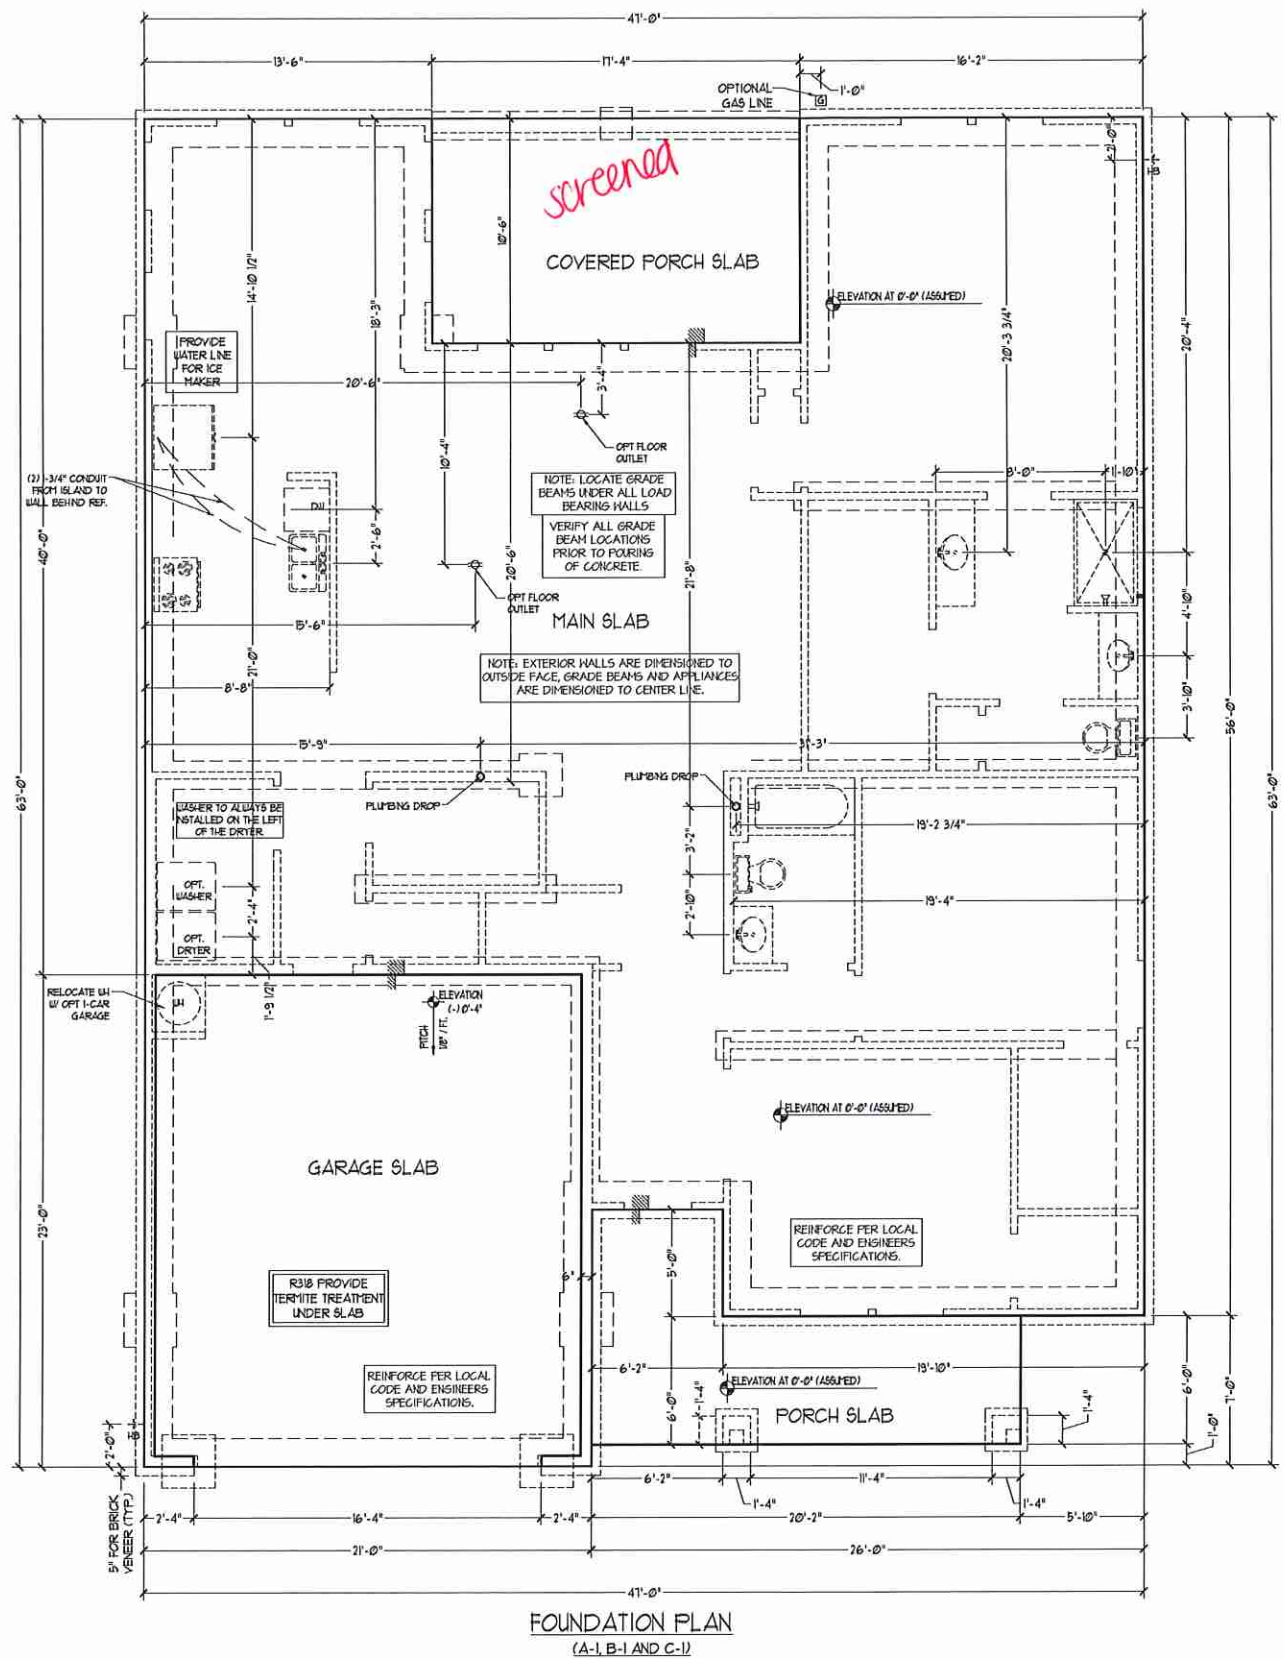 47'-0"
13'-6"
17'-4"
16'-2"
1'-0"
OPTIONAL
GAS LINE
G
2'-0"
HB
screened
10'-6"
COVERED PORCH SLAB
14'-10 1/2"
18'-3"
ELEVATION AT 0'-0" (ASSUMED)
20'-3 3/4"
20'-4"
PROVIDE
WATER LINE
FOR ICE
MAKER
20'-6"
3'-4"
10'-4"
OPT FLOOR
OUTLET
(2) -3/4" CONDUIT
FROM ISLAND TO
WALL BEHIND REF.
NOTE: LOCATE GRADE
BEAMS UNDER ALL LOAD
BEARING WALLS
8'-0"
1'-10"
DW
VERIFY ALL GRADE
BEAM LOCATIONS
PRIOR TO POURING
OF CONCRETE.
40'-0"
2'-6"
20'-6"
21'-8"
OPT FLOOR
OUTLET
15'-6"
MAIN SLAB
4'-10"
NOTE: EXTERIOR WALLS ARE DIMENSIONED TO
OUTSIDE FACE, GRADE BEAMS AND APPLIANCES
ARE DIMENSIONED TO CENTER LINE.
21'-0"
8'-8"
3'-10"
56'-0"
15'-9"
31'-3"
63'-0"
63'-0"
PLUMBING DROP
PLUMBING DROP
WASHER TO ALWAYS BE
INSTALLED ON THE LEFT
OF THE DRYER
19'-2 3/4"
3'-2"
OPT.
WASHER
19'-4"
2'-4"
2'-10"
OPT.
DRYER
1'-9 1/2"
RELOCATE WH
W/ OPT 1-CAR
GARAGE
WH
ELEVATION
(-) 0'-4"
PITCH
1/8" / FT.
ELEVATION AT 0'-0" (ASSUMED)
GARAGE SLAB
23'-0"
REINFORCE PER LOCAL
CODE AND ENGINEERS
SPECIFICATIONS.
5'-0"
6"
R318 PROVIDE
TERMITE TREATMENT
UNDER SLAB
6'-2"
19'-10"
REINFORCE PER LOCAL
CODE AND ENGINEERS
SPECIFICATIONS.
ELEVATION AT 0'-0" (ASSUMED)
6'-0"
7'-0"
6'-0"
1'-4"
PORCH SLAB
1'-4"
1'-0"
HB
2'-0"
6'-2"
11'-4"
1'-4"
1'-4"
5" FOR BRICK
VENEER (TYP.)
2'-4"
16'-4"
2'-4"
20'-2"
5'-10"
21'-0"
26'-0"
47'-0"
FOUNDATION PLAN
(A-1, B-1 AND C-1)